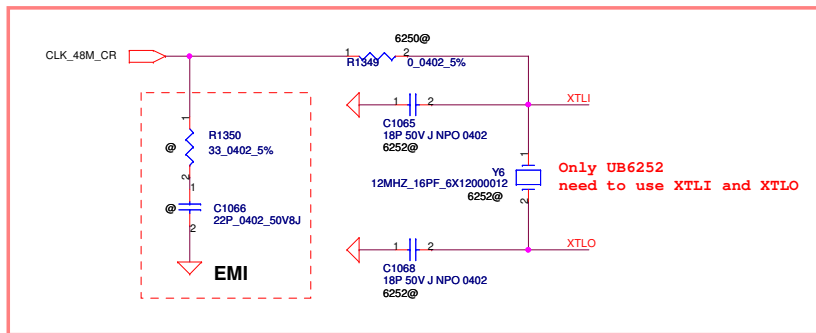 6250@
CLK_48M_CR
1
2
R1349
0_0402_5%
1
2
XTLI
C1065
18P 50V J NPO 0402
6252@
1
@
R1350
33_0402_5%
2
1
Y6
12MHZ_16PF_6X12000012
6252@
2
Only UB6252
need to use XTLI and XTLO
1
@
C1066
22P_0402_50V8J
2
1
2
XTLO
C1068
18P 50V J NPO 0402
6252@
EMI